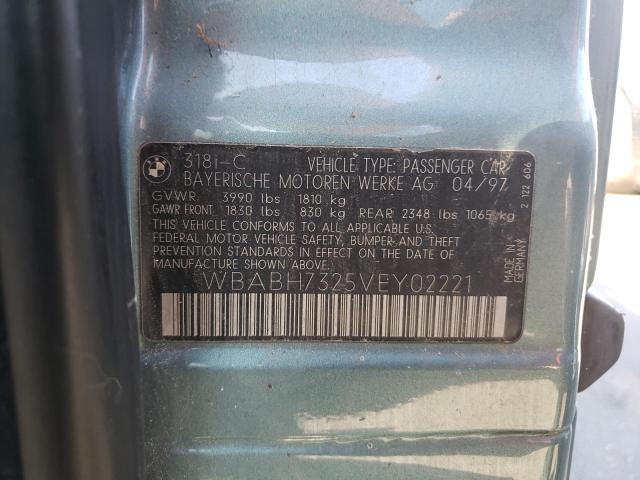 318i-C VEHICLE TYPE: PASSENGER CAR
BAYERISCHE MOTOREN WERKE AG 04/97
GVWR 3990 lbs 1810 kg
GAWR FRONT 1830 lbs 830 kg REAR 2348 lbs 1065 kg
THIS VEHICLE CONFORMS TO ALL APPLICABLE U.S.
FEDERAL MOTOR VEHICLE SAFETY, BUMPER AND THEFT
PREVENTION STANDARDS IN EFFECT ON THE DATE OF
MANUFACTURE SHOWN ABOVE.
WBABH7325VEY02221
MADE IN
GERMANY
2 122 606